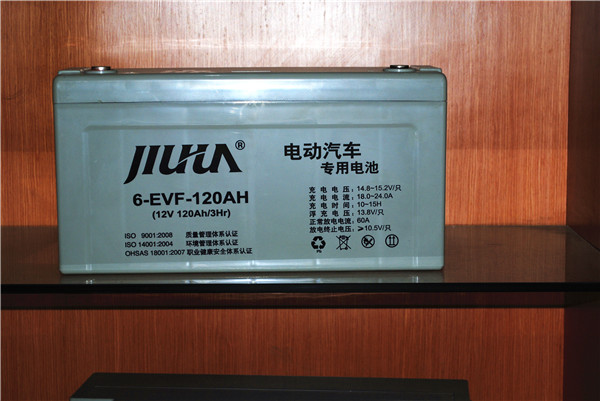 JIUHUA®
6-EVF-120AH
(12V 120Ah/3Hr)
ISO 9001:2008 质量管理体系认证
ISO 14001:2004 环境管理体系认证
OHSAS 18001:2007 职业健康安全体系认证
电动汽车
专用电池
充电电压: 14.8~15.2V/只
充电电流: 18.0~24.0A
充电时间: 10~15H
浮充电压: 13.8V/只
正常放电电流: 60A
放电终止电压: ≥10.5V/只